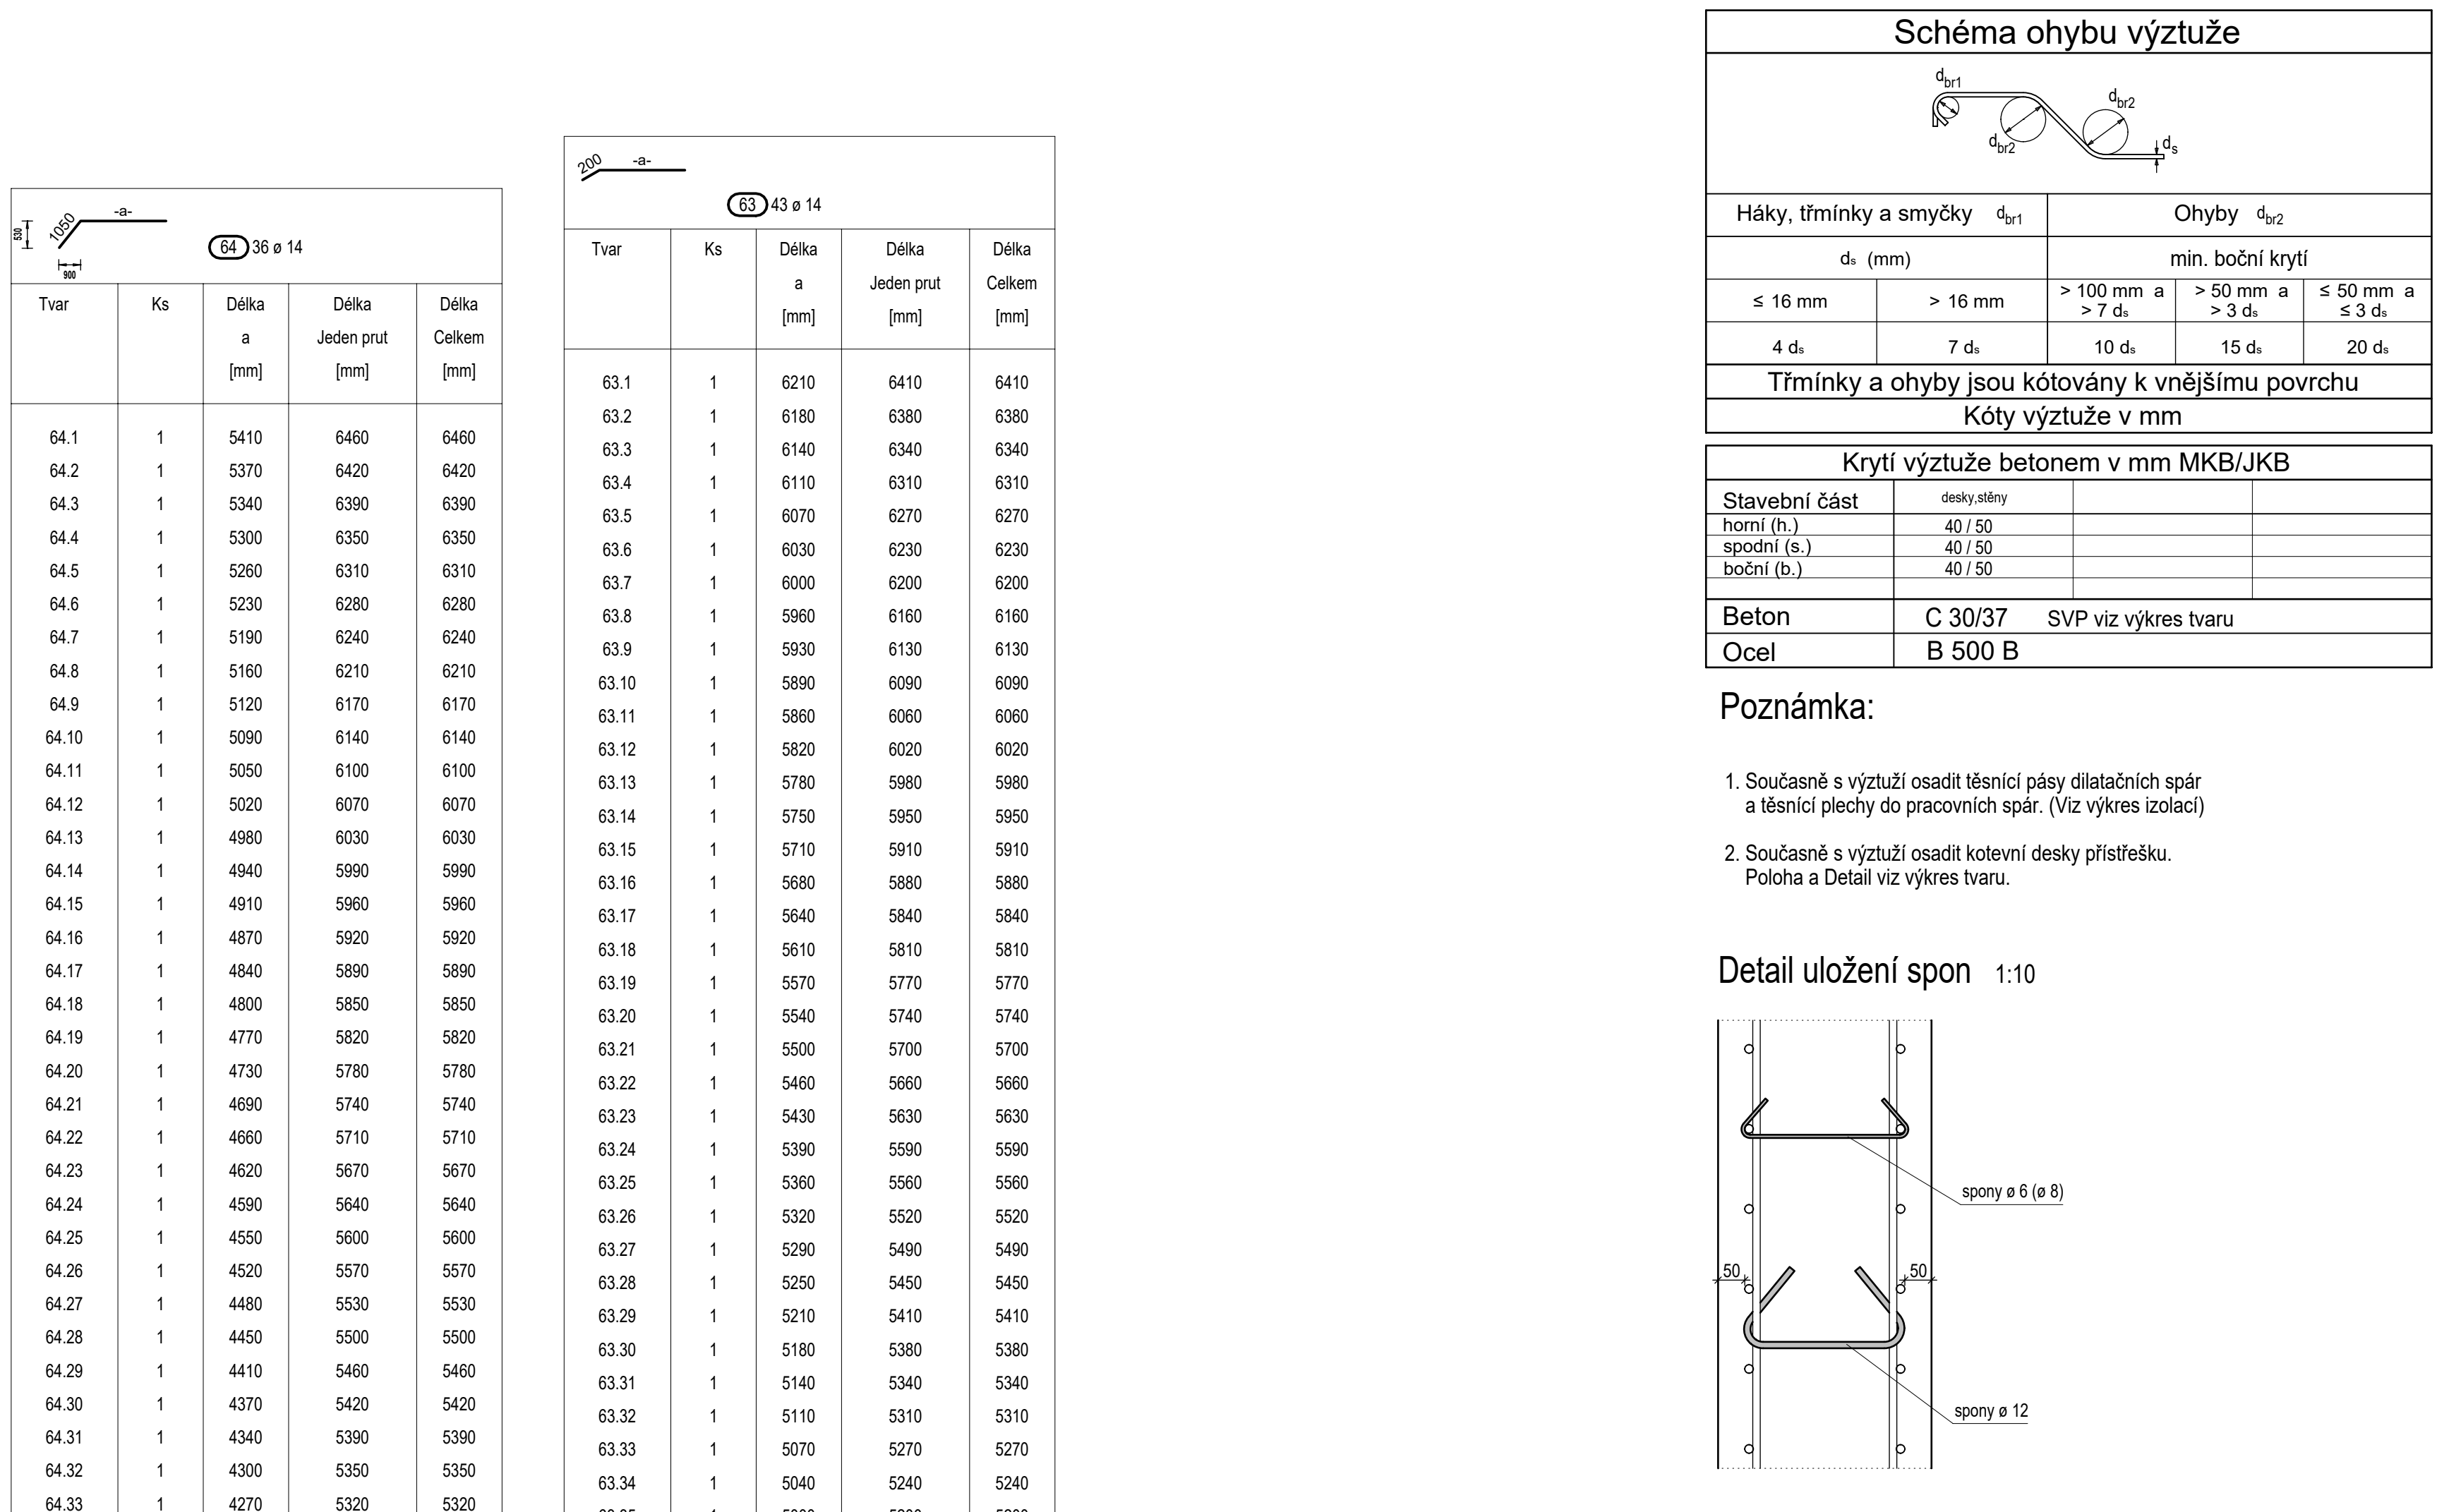 530
1050
-a-
900
64 36 ø 14
Tvar Ks Délka Délka Délka
a Jeden prut Celkem
[mm] [mm] [mm]
64.1 1 5410 6460 6460
64.2 1 5370 6420 6420
64.3 1 5340 6390 6390
64.4 1 5300 6350 6350
64.5 1 5260 6310 6310
64.6 1 5230 6280 6280
64.7 1 5190 6240 6240
64.8 1 5160 6210 6210
64.9 1 5120 6170 6170
64.10 1 5090 6140 6140
64.11 1 5050 6100 6100
64.12 1 5020 6070 6070
64.13 1 4980 6030 6030
64.14 1 4940 5990 5990
64.15 1 4910 5960 5960
64.16 1 4870 5920 5920
64.17 1 4840 5890 5890
64.18 1 4800 5850 5850
64.19 1 4770 5820 5820
64.20 1 4730 5780 5780
64.21 1 4690 5740 5740
64.22 1 4660 5710 5710
64.23 1 4620 5670 5670
64.24 1 4590 5640 5640
64.25 1 4550 5600 5600
64.26 1 4520 5570 5570
64.27 1 4480 5530 5530
64.28 1 4450 5500 5500
64.29 1 4410 5460 5460
64.30 1 4370 5420 5420
64.31 1 4340 5390 5390
64.32 1 4300 5350 5350
64.33 1 4270 5320 5320
200 -a-
63 43 ø 14
Tvar Ks Délka Délka Délka
a Jeden prut Celkem
[mm] [mm] [mm]
63.1 1 6210 6410 6410
63.2 1 6180 6380 6380
63.3 1 6140 6340 6340
63.4 1 6110 6310 6310
63.5 1 6070 6270 6270
63.6 1 6030 6230 6230
63.7 1 6000 6200 6200
63.8 1 5960 6160 6160
63.9 1 5930 6130 6130
63.10 1 5890 6090 6090
63.11 1 5860 6060 6060
63.12 1 5820 6020 6020
63.13 1 5780 5980 5980
63.14 1 5750 5950 5950
63.15 1 5710 5910 5910
63.16 1 5680 5880 5880
63.17 1 5640 5840 5840
63.18 1 5610 5810 5810
63.19 1 5570 5770 5770
63.20 1 5540 5740 5740
63.21 1 5500 5700 5700
63.22 1 5460 5660 5660
63.23 1 5430 5630 5630
63.24 1 5390 5590 5590
63.25 1 5360 5560 5560
63.26 1 5320 5520 5520
63.27 1 5290 5490 5490
63.28 1 5250 5450 5450
63.29 1 5210 5410 5410
63.30 1 5180 5380 5380
63.31 1 5140 5340 5340
63.32 1 5110 5310 5310
63.33 1 5070 5270 5270
63.34 1 5040 5240 5240
Schéma ohybu výztuže
dbr1
dbr2
dbr2
ds
Háky, třmínky a smyčky dbr1 Ohyby dbr2
ds (mm) min. boční krytí
≤ 16 mm > 16 mm > 100 mm a > 50 mm a ≤ 50 mm a
> 7 ds > 3 ds ≤ 3 ds
4 ds 7 ds 10 ds 15 ds 20 ds
Třmínky a ohyby jsou kótovány k vnějšímu povrchu
Kóty výztuže v mm
Krytí výztuže betonem v mm MKB/JKB
Stavební část desky,stěny
horní (h.) 40 / 50
spodní (s.) 40 / 50
boční (b.) 40 / 50
Beton C 30/37 SVP viz výkres tvaru
Ocel B 500 B
Poznámka:
1. Současně s výztuží osadit těsnící pásy dilatačních spár
a těsnící plechy do pracovních spár. (Viz výkres izolací)
2. Současně s výztuží osadit kotevní desky přístřešku.
Poloha a Detail viz výkres tvaru.
Detail uložení spon 1:10
spony ø 6 (ø 8)
50 50
spony ø 12